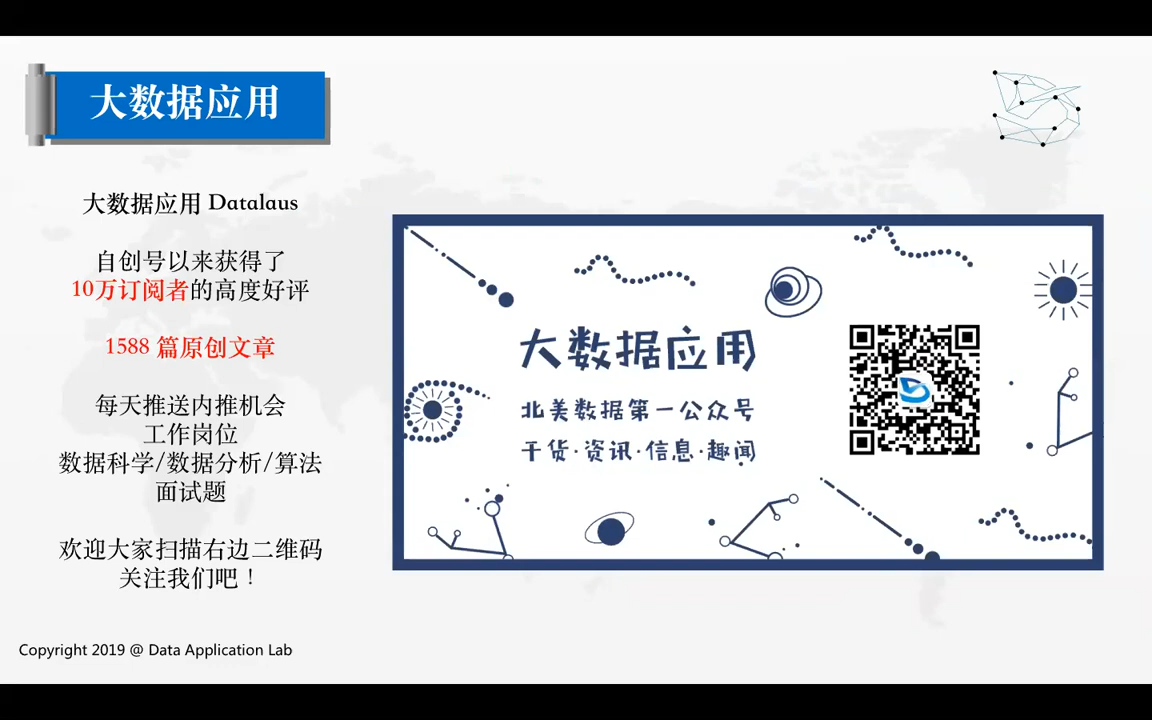 大数据应用
大数据应用 Datalaus
自创号以来获得了
10万订阅者的高度好评
1588 篇原创文章
每天推送内推机会
工作岗位
数据科学/数据分析/算法
面试题
欢迎大家扫描右边二维码
关注我们吧！
大数据应用
北美数据第一公众号
干货·资讯·信息·趣闻
Copyright 2019 @ Data Application Lab